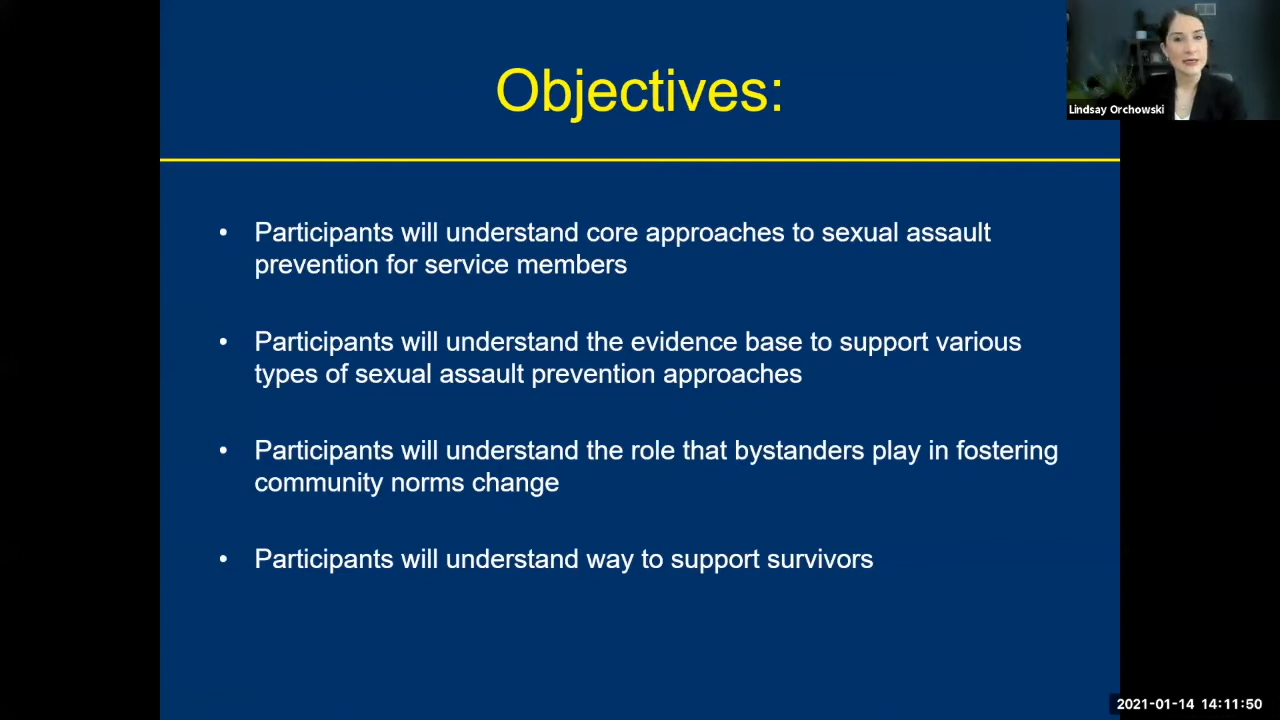 Objectives:
Lindsay Orchowski
• Participants will understand core approaches to sexual assault
prevention for service members
• Participants will understand the evidence base to support various
types of sexual assault prevention approaches
• Participants will understand the role that bystanders play in fostering
community norms change
• Participants will understand way to support survivors
2021-01-14 14:11:50